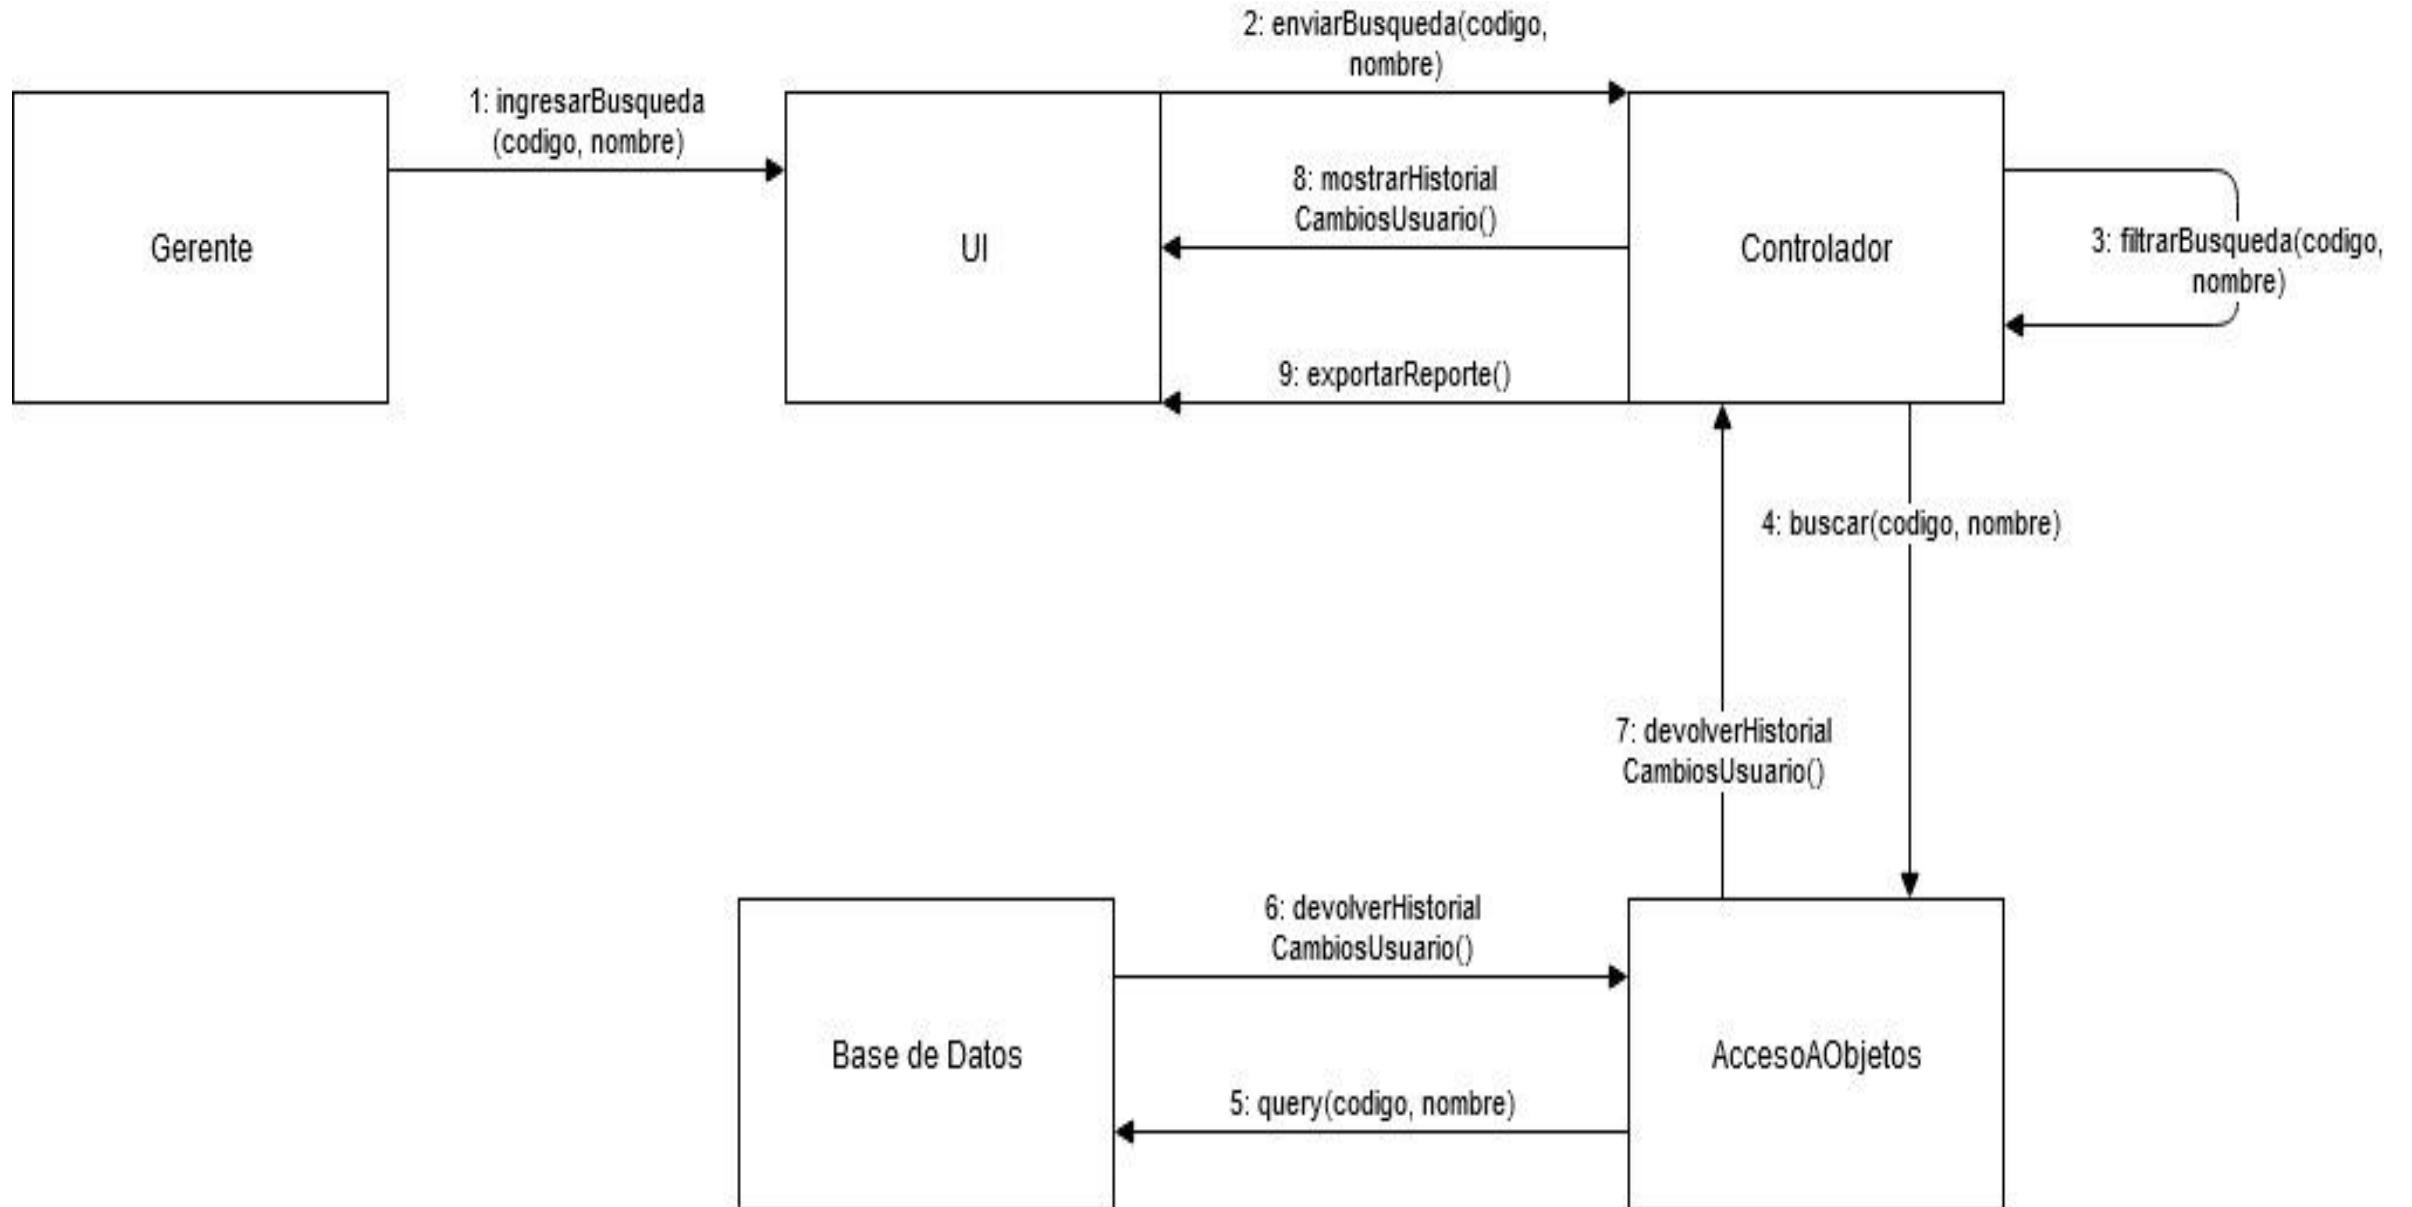 2: enviarBusqueda(codigo,
nombre)
1: ingresarBusqueda
(codigo, nombre)
8: mostrarHistorial
CambiosUsuario()
Gerente
UI
Controlador
3: filtrarBusqueda(codigo,
nombre)
9: exportarReporte()
4: buscar(codigo, nombre)
7: devolverHistorial
CambiosUsuario()
6: devolverHistorial
CambiosUsuario()
Base de Datos
AccesoAObjetos
5: query(codigo, nombre)